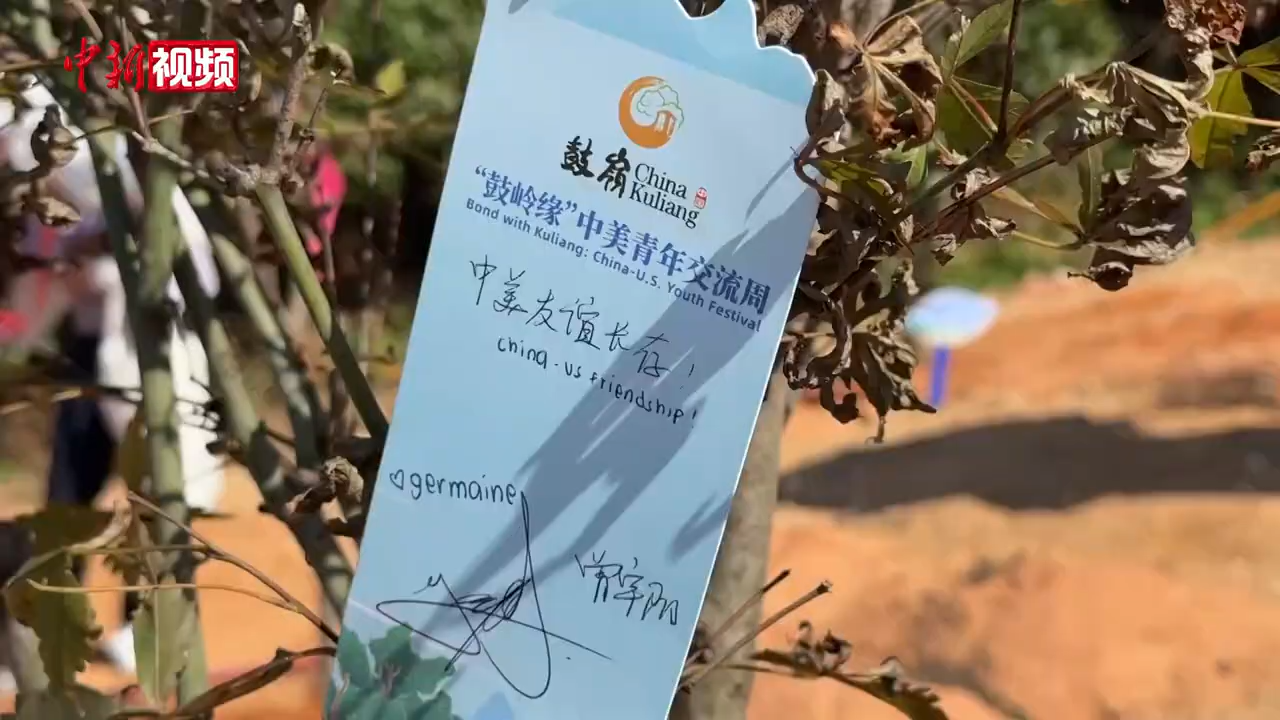 中新视频
鼓岭 China Kuliang
“鼓岭缘”中美青年交流周
Bond with Kuliang: China-U.S. Youth Festival
中美友谊长存！
china-us friendship!
♡germaine
曾宇阳